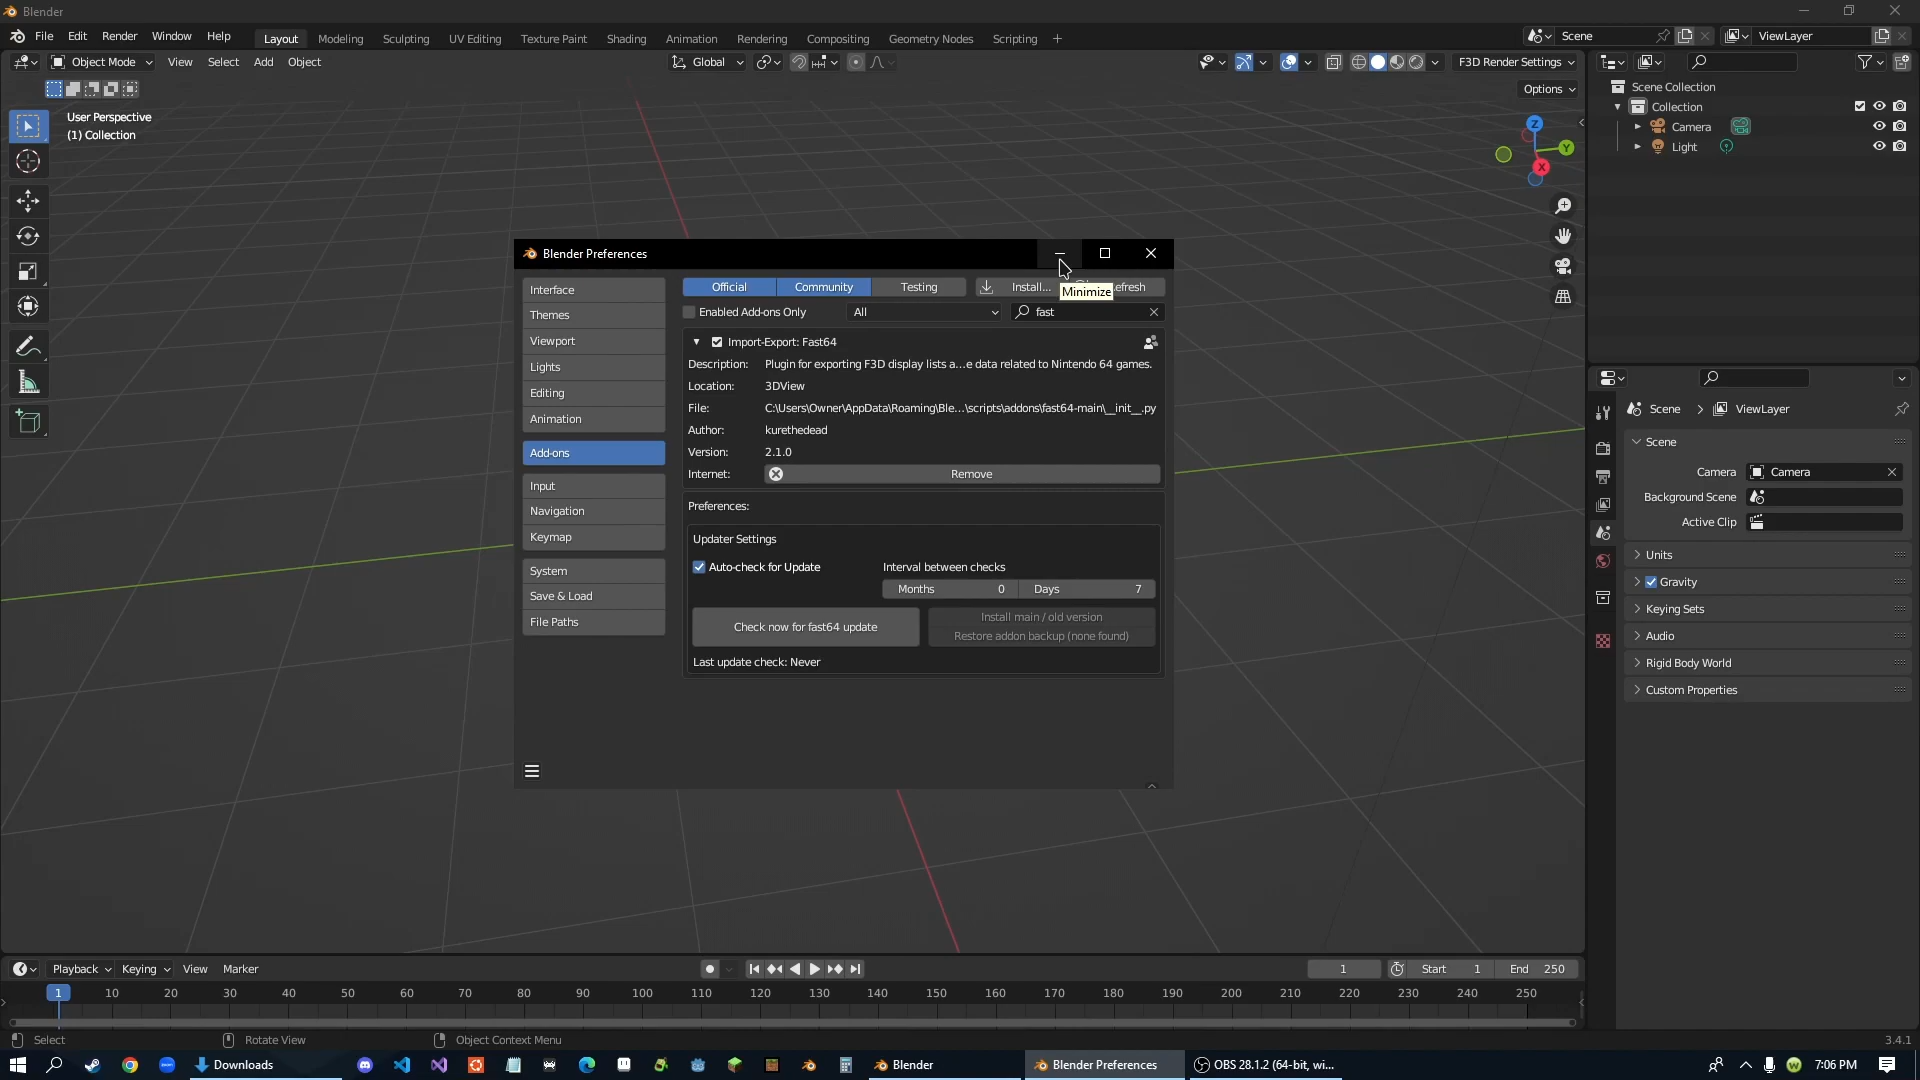 Blender
File Edit Render Window Help Layout Modeling Sculpting UV Editing Texture Paint Shading Animation Rendering Compositing Geometry Nodes Scripting Scene ViewLayer
Object Mode View Select Add Object Global F3D Render Settings
Options
User Perspective
(1) Collection
Z
Y
X
Scene Collection
Collection
Camera
Light
Blender Preferences
Interface
Themes
Viewport
Lights
Editing
Animation
Add-ons
Input
Navigation
Keymap
System
Save & Load
File Paths
Official Community Testing Install... efresh
Minimize
Enabled Add-ons Only All fast
Import-Export: Fast64
Description: Plugin for exporting F3D display lists a...e data related to Nintendo 64 games.
Location: 3DView
File: C:\Users\Owner\AppData\Roaming\Ble...\scripts\addons\fast64-main\__init__.py
Author: kurethedead
Version: 2.1.0
Internet: Remove
Preferences:
Updater Settings
Auto-check for Update Interval between checks
Months 0 Days 7
Check now for fast64 update
Install main / old version
Restore addon backup (none found)
Last update check: Never
Scene ViewLayer
Scene
Camera Camera
Background Scene
Active Clip
Units
Gravity
Keying Sets
Audio
Rigid Body World
Custom Properties
Playback Keying View Marker 1 Start 1 End 250
1 10 20 30 40 50 60 70 80 90 100 110 120 130 140 150 160 170 180 190 200 210 220 230 240 250
Select Rotate View Object Context Menu 3.4.1
Downloads Blender Blender Preferences OBS 28.1.2 (64-bit, wi... 7:06 PM